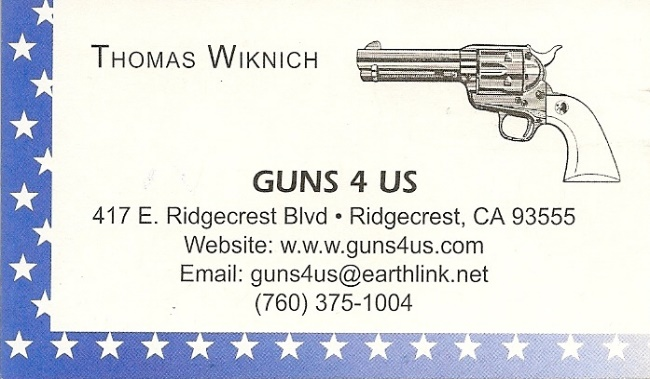 THOMAS WIKNICH
GUNS 4 US
417 E. Ridgecrest Blvd • Ridgecrest, CA 93555
Website: w.w.w.guns4us.com
Email: guns4us@earthlink.net
(760) 375-1004